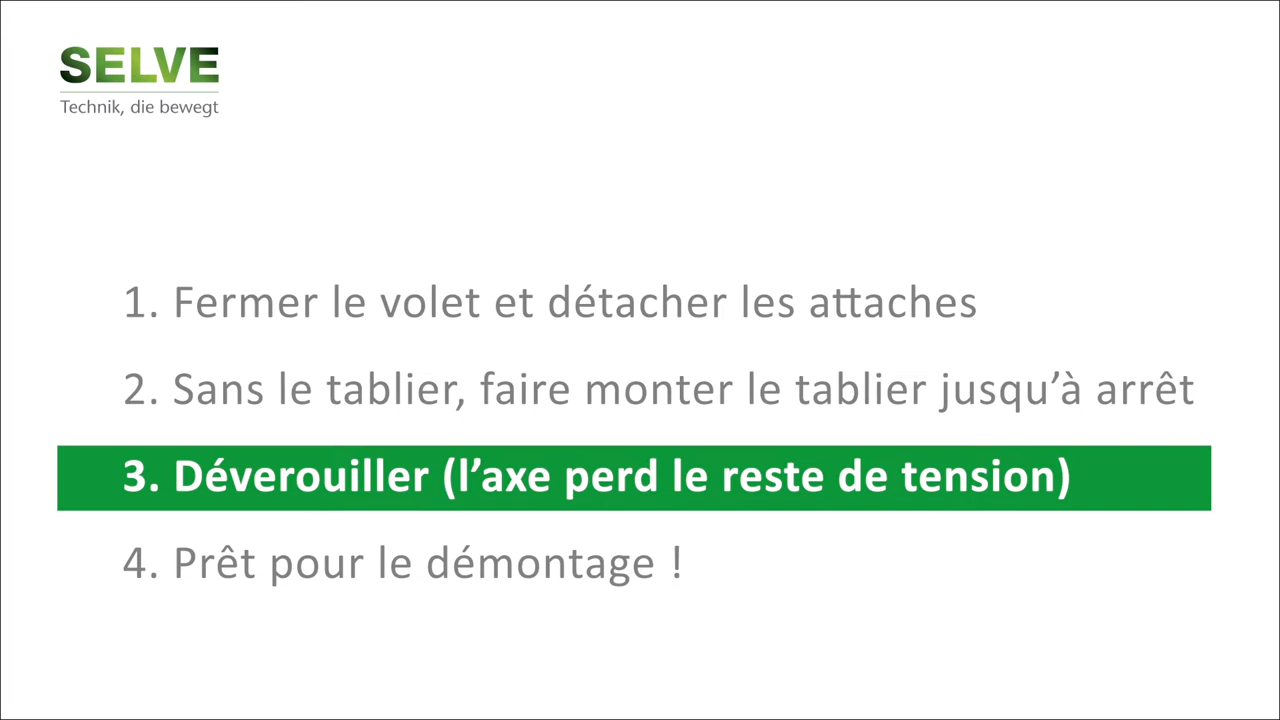 SELVE
Technik, die bewegt
1. Fermer le volet et détacher les attaches
2. Sans le tablier, faire monter le tablier jusqu’à arrêt
3. Déverouiller (l’axe perd le reste de tension)
4. Prêt pour le démontage !